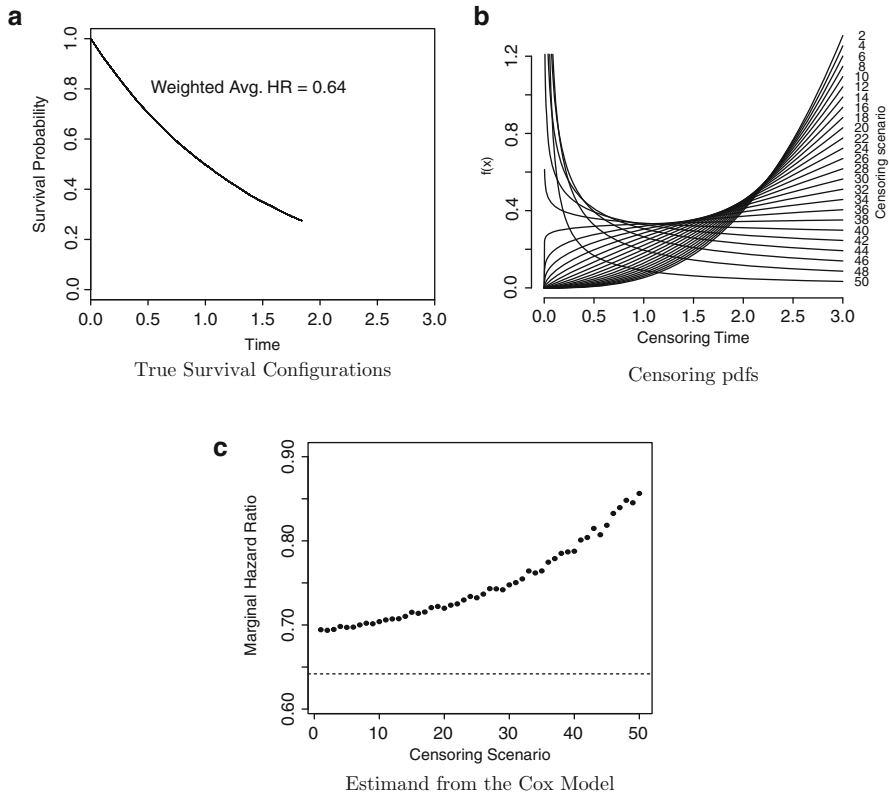 a
Weighted Avg. HR = 0.64
Survival Probability
0.0 0.2 0.4 0.6 0.8 1.0
0.0 0.5 1.0 1.5 2.0 2.5 3.0
Time
True Survival Configurations
b
f(x)
0.0 0.4 0.8 1.2
0.0 0.5 1.0 1.5 2.0 2.5 3.0
Censoring Time
2
4
6
8
10
12
14
16
18
20
22
24
26
28
30
32
34
36
38
40
42
44
46
48
50
Censoring scenario
Censoring pdfs
c
Marginal Hazard Ratio
0.60 0.70 0.80 0.90
0 10 20 30 40 50
Censoring Scenario
Estimand from the Cox Model